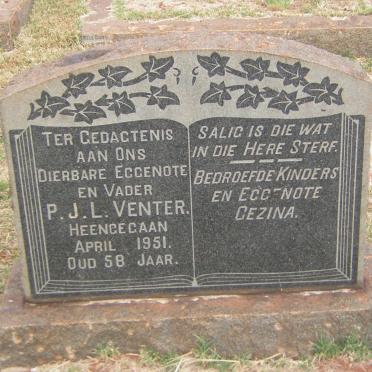 TER GEDACTENIS
AAN ONS
DIERBARE EGGENOTE
EN VADER
P.J.L. VENTER.
HEENGEGAAN
APRIL 1951.
OUD 58 JAAR.
SALIG IS DIE WAT
IN DIE HERE STERF.
BEDROEFDE KINDERS
EN EGGENOTE
GEZINA.